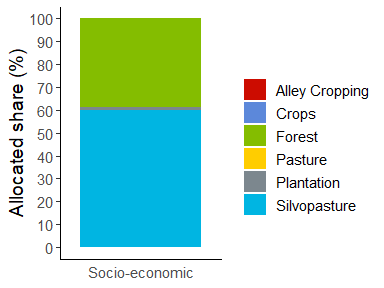 Allocated share (%)
100
90
80
70
60
50
40
30
20
10
0
Socio-economic
Alley Cropping
Crops
Forest
Pasture
Plantation
Silvopasture